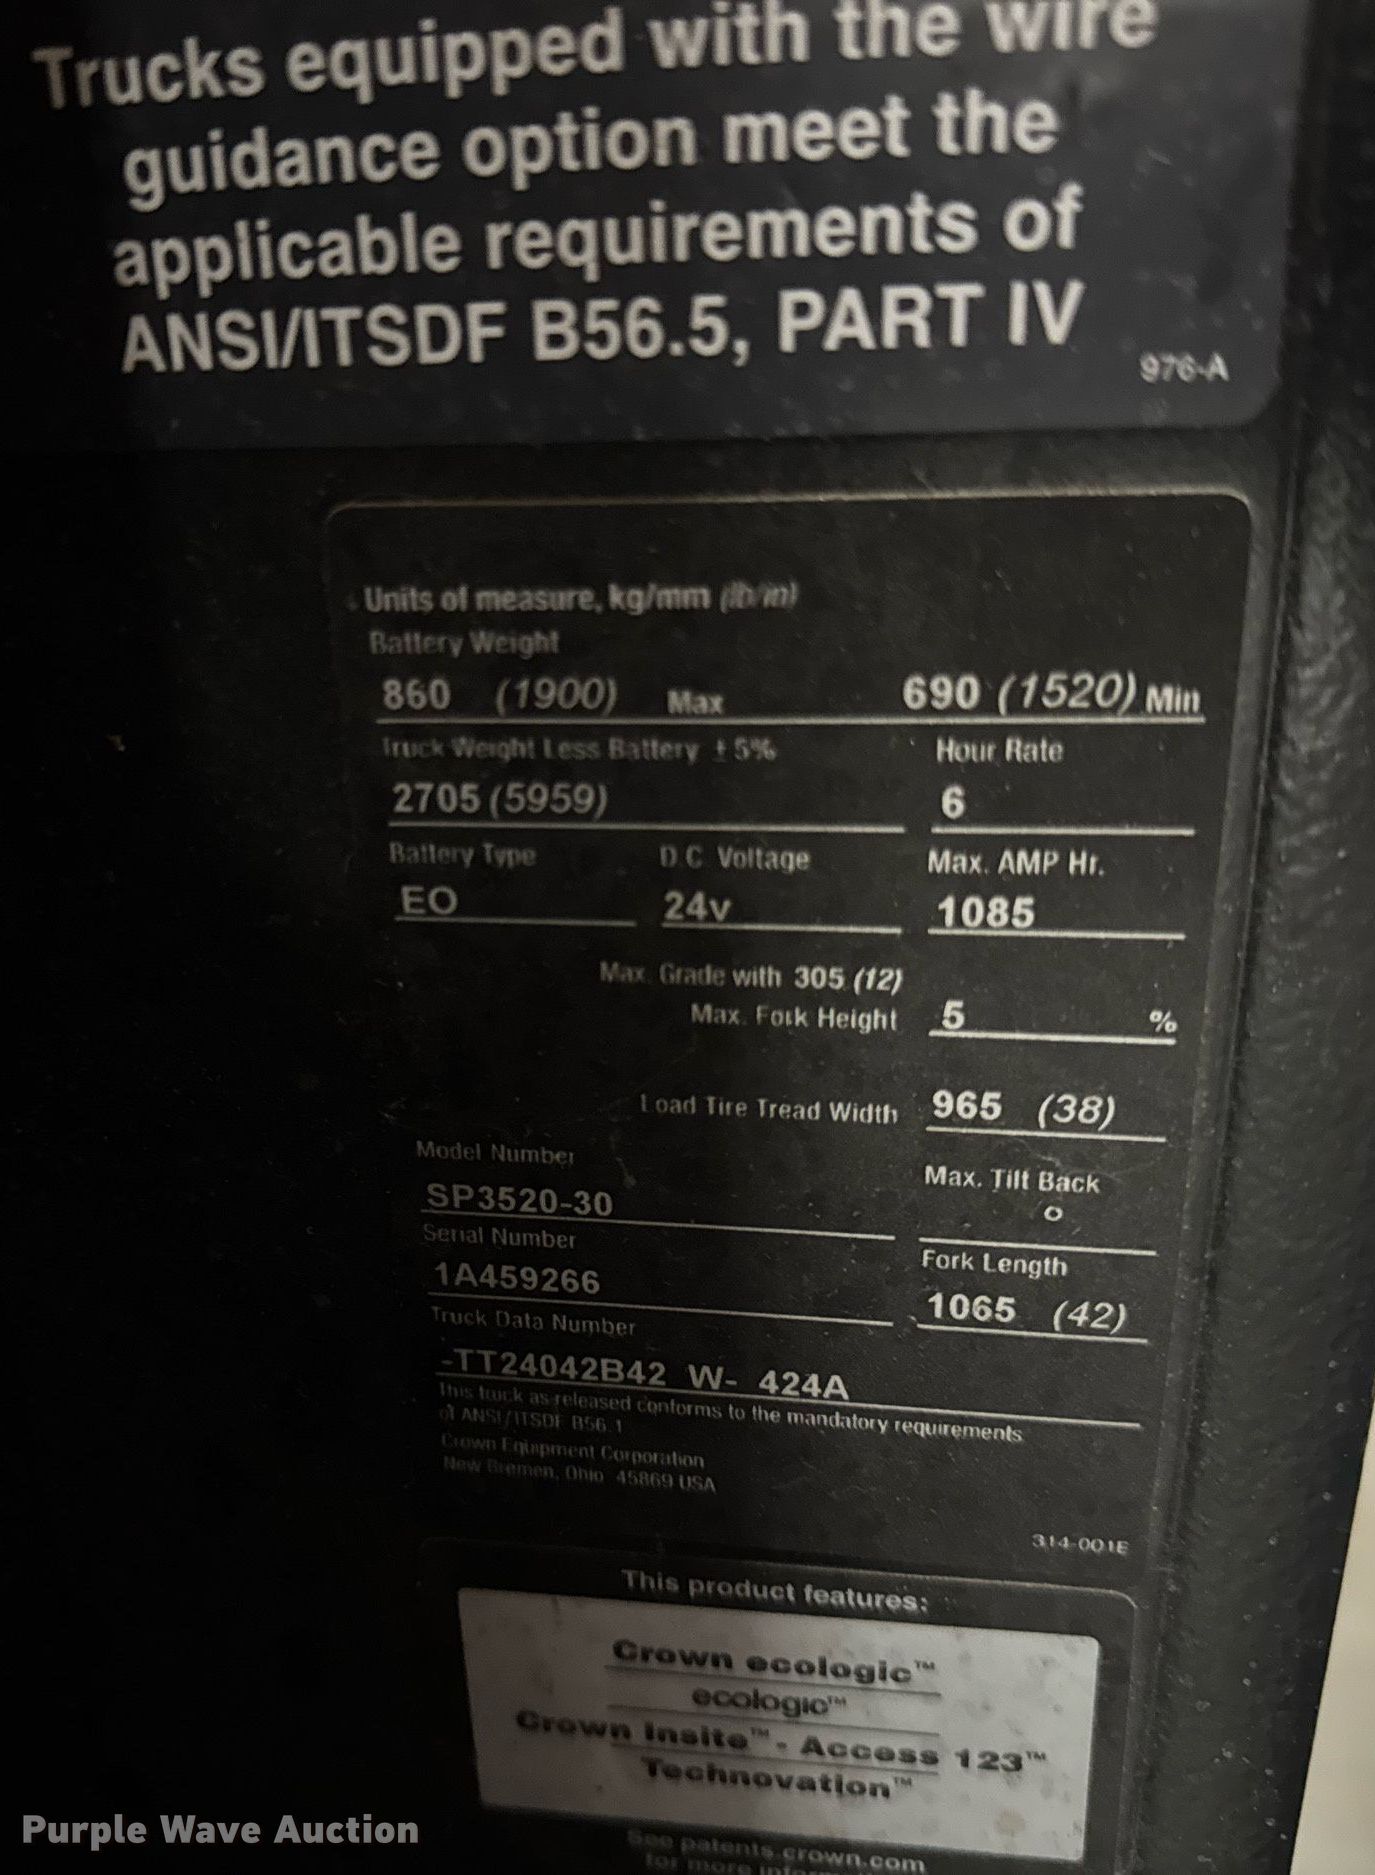 Trucks equipped with the wire
guidance option meet the
applicable requirements of
ANSI/ITSDF B56.5, PART IV
976-A
Units of measure, kg/mm (lb/in)
Battery Weight
860 (1900) Max 690 (1520) Min
Truck Weight Less Battery ± 5% Hour Rate
2705 (5959) 6
Battery Type D.C. Voltage Max. AMP Hr.
EO 24v 1085
Max. Grade with 305 (12)
Max. Fork Height 5 %
Load Tire Tread Width 965 (38)
Model Number Max. Tilt Back
SP3520-30 o
Serial Number Fork Length
1A459266 1065 (42)
Truck Data Number
-TT24042B42 W- 424A
This truck as released conforms to the mandatory requirements
of ANSI/ITSDF B56.1
Crown Equipment Corporation
New Bremen, Ohio 45869 USA
314-001E
This product features:
Crown ecologic™
ecologic™
Crown Insite™ - Access 123™
Technovation™
See patents.crown.com
for more
Purple Wave Auction